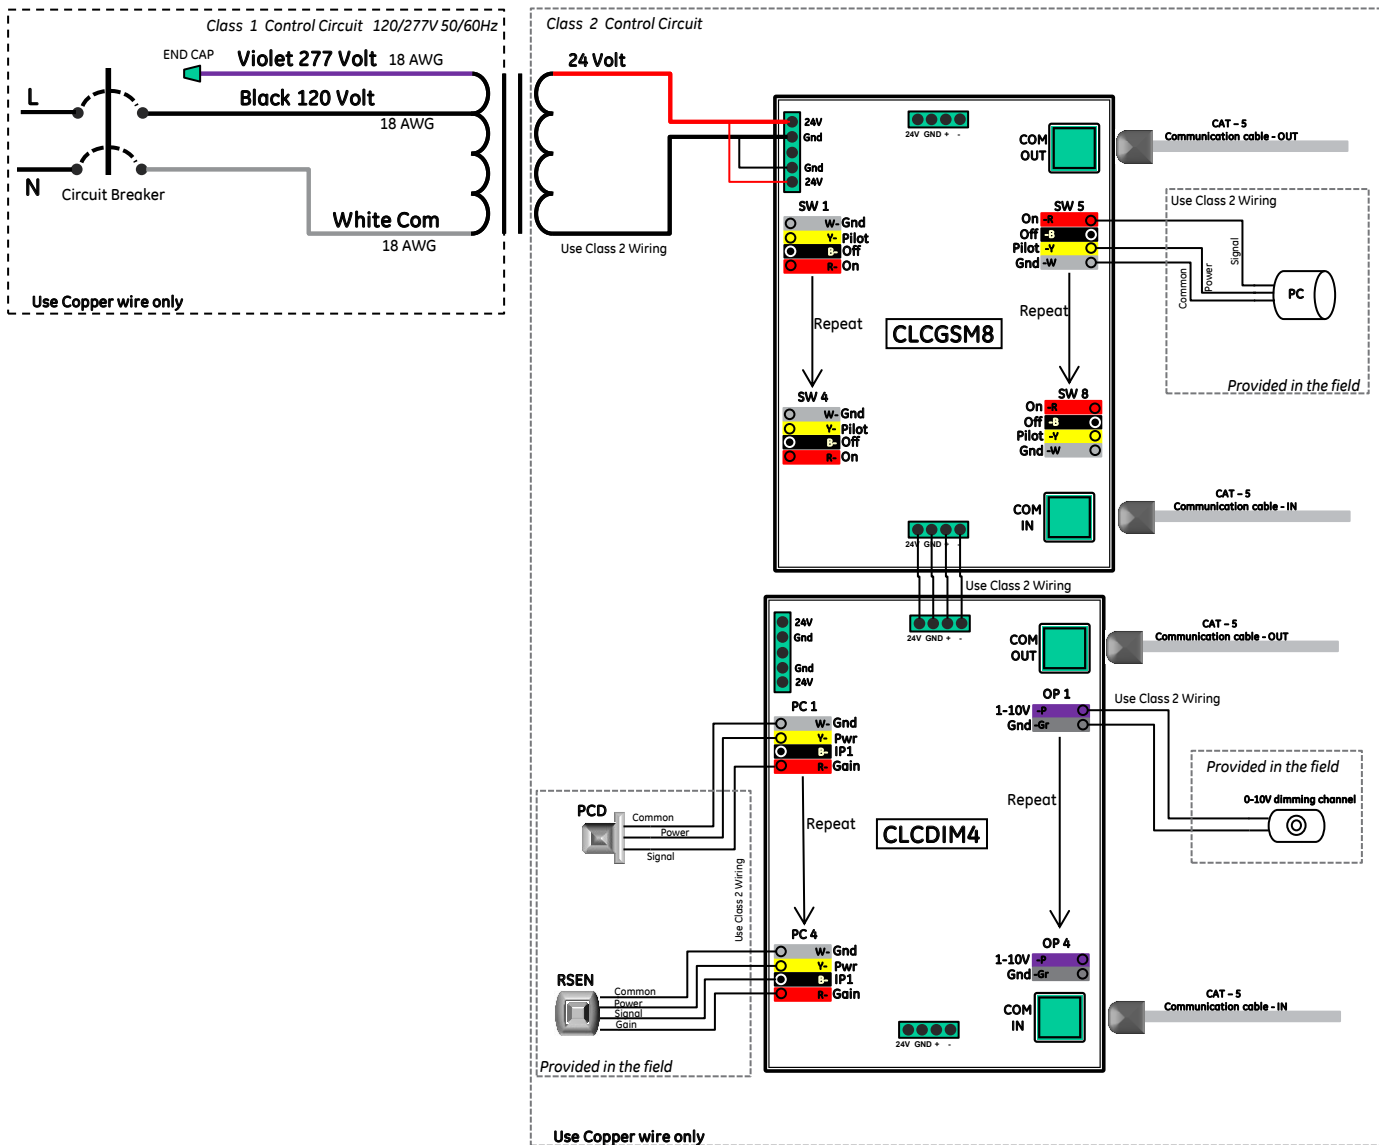 Class 1 Control Circuit 120/277V 50/60Hz
END CAP
Violet 277 Volt 18 AWG
L
Black 120 Volt
18 AWG
N
Circuit Breaker
White Com
18 AWG
Use Copper wire only
Class 2 Control Circuit
24 Volt
Use Class 2 Wiring
24V
Gnd
Gnd
24V
24V GND + -
COM
OUT
CAT – 5
Communication cable - OUT
SW 1
W- Gnd
Y- Pilot
B- Off
R- On
Repeat
SW 4
W- Gnd
Y- Pilot
B- Off
R- On
CLCGSM8
SW 5
On -R
Off -B
Pilot -Y
Gnd -W
Repeat
SW 8
On -R
Off -B
Pilot -Y
Gnd -W
Use Class 2 Wiring
Signal
Power
Common
PC
Provided in the field
COM
IN
CAT – 5
Communication cable - IN
24V GND + -
Use Class 2 Wiring
24V
Gnd
Gnd
24V
24V GND + -
COM
OUT
CAT – 5
Communication cable - OUT
PC 1
W- Gnd
Y- Pwr
B- IP1
R- Gain
Repeat
CLCDIM4
OP 1
1-10V -P
Gnd -Gr
Repeat
Use Class 2 Wiring
Provided in the field
0-10V dimming channel
PCD
Common
Power
Signal
Use Class 2 Wiring
PC 4
W- Gnd
Y- Pwr
B- IP1
R- Gain
RSEN
Common
Power
Signal
Gain
Provided in the field
OP 4
1-10V -P
Gnd -Gr
COM
IN
CAT – 5
Communication cable - IN
24V GND + -
Use Copper wire only